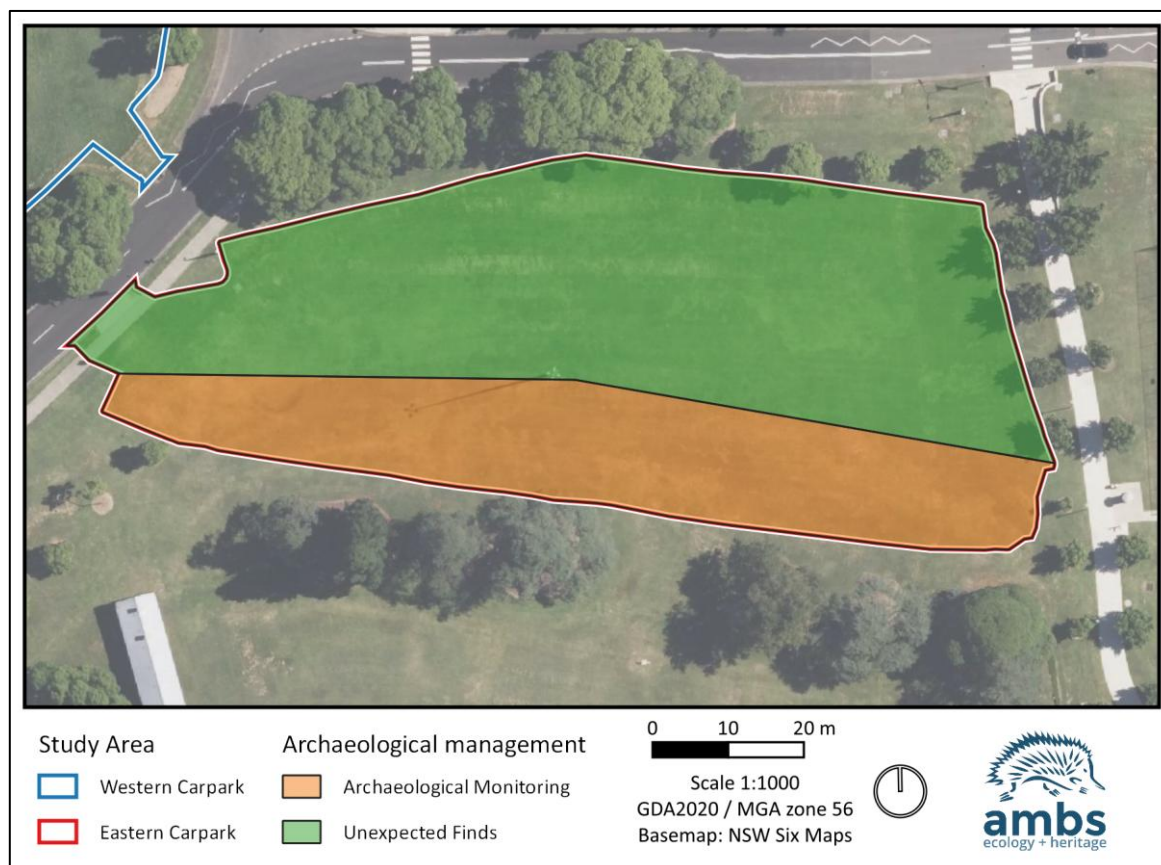 Study Area
Western Carpark
Eastern Carpark
Archaeological management
Archaeological Monitoring
Unexpected Finds
0 10 20 m
Scale 1:1000
GDA2020 / MGA zone 56
Basemap: NSW Six Maps
ambs
ecology + heritage